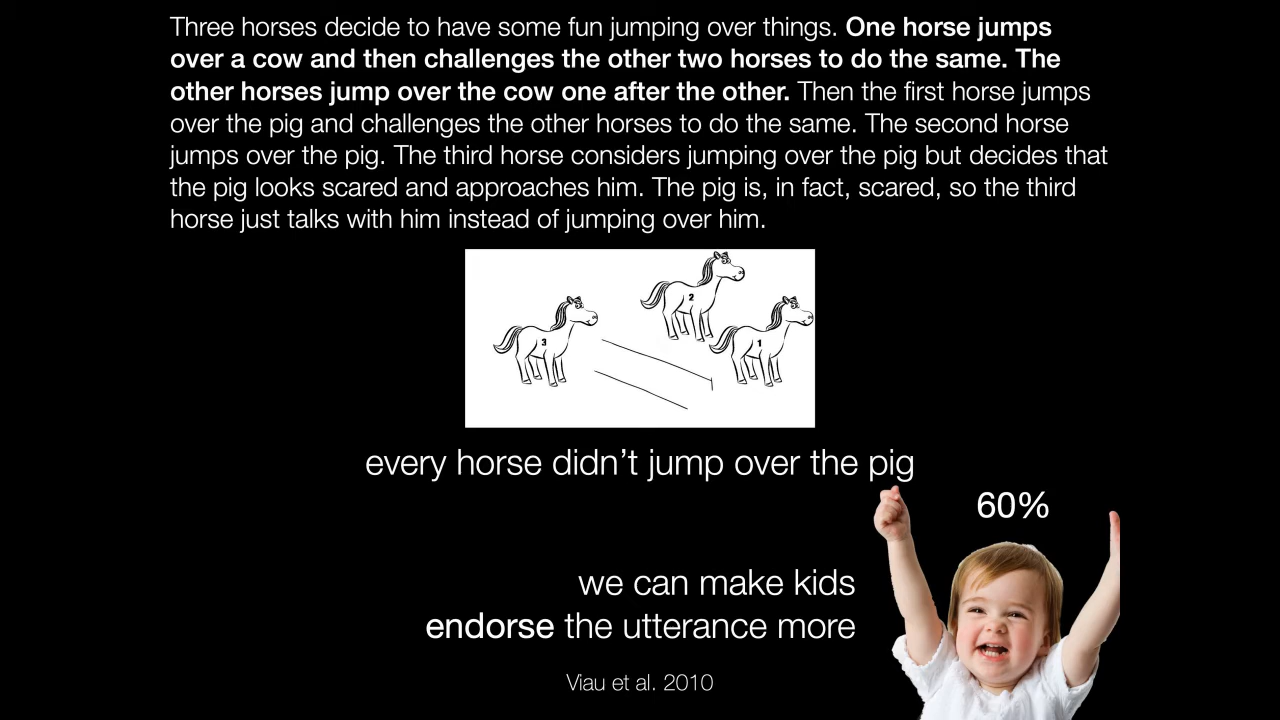 Three horses decide to have some fun jumping over things. One horse jumps
over a cow and then challenges the other two horses to do the same. The
other horses jump over the cow one after the other. Then the first horse jumps
over the pig and challenges the other horses to do the same. The second horse
jumps over the pig. The third horse considers jumping over the pig but decides that
the pig looks scared and approaches him. The pig is, in fact, scared, so the third
horse just talks with him instead of jumping over him.
2
3
1
every horse didn't jump over the pig
60%
we can make kids
endorse the utterance more
Viau et al. 2010